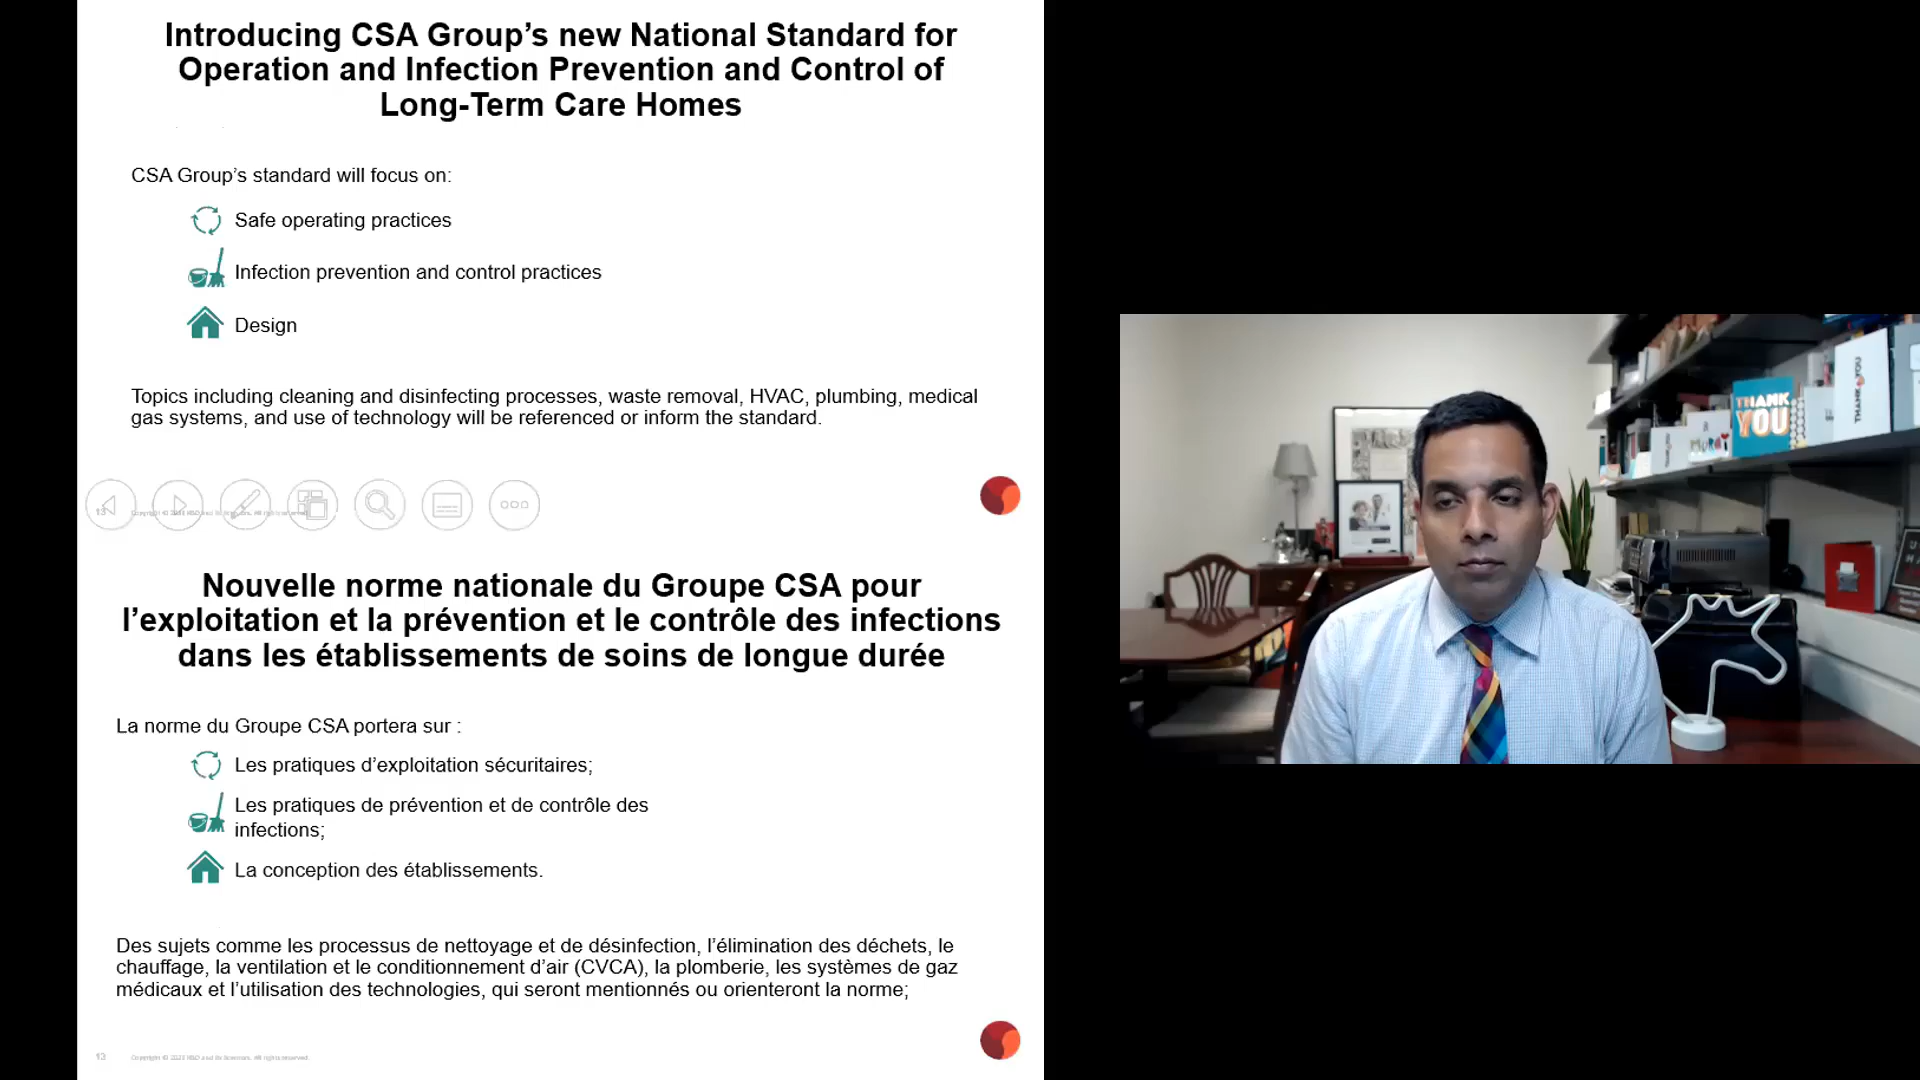 Introducing CSA Group’s new National Standard for
Operation and Infection Prevention and Control of
Long-Term Care Homes
CSA Group’s standard will focus on:
Safe operating practices
Infection prevention and control practices
Design
Topics including cleaning and disinfecting processes, waste removal, HVAC, plumbing, medical
gas systems, and use of technology will be referenced or inform the standard.
13
Nouvelle norme nationale du Groupe CSA pour
l’exploitation et la prévention et le contrôle des infections
dans les établissements de soins de longue durée
La norme du Groupe CSA portera sur :
Les pratiques d’exploitation sécuritaires;
Les pratiques de prévention et de contrôle des
infections;
La conception des établissements.
Des sujets comme les processus de nettoyage et de désinfection, l’élimination des déchets, le
chauffage, la ventilation et le conditionnement d’air (CVCA), la plomberie, les systèmes de gaz
médicaux et l’utilisation des technologies, qui seront mentionnés ou orienteront la norme;
13
THANK
YOU
THANK YOU